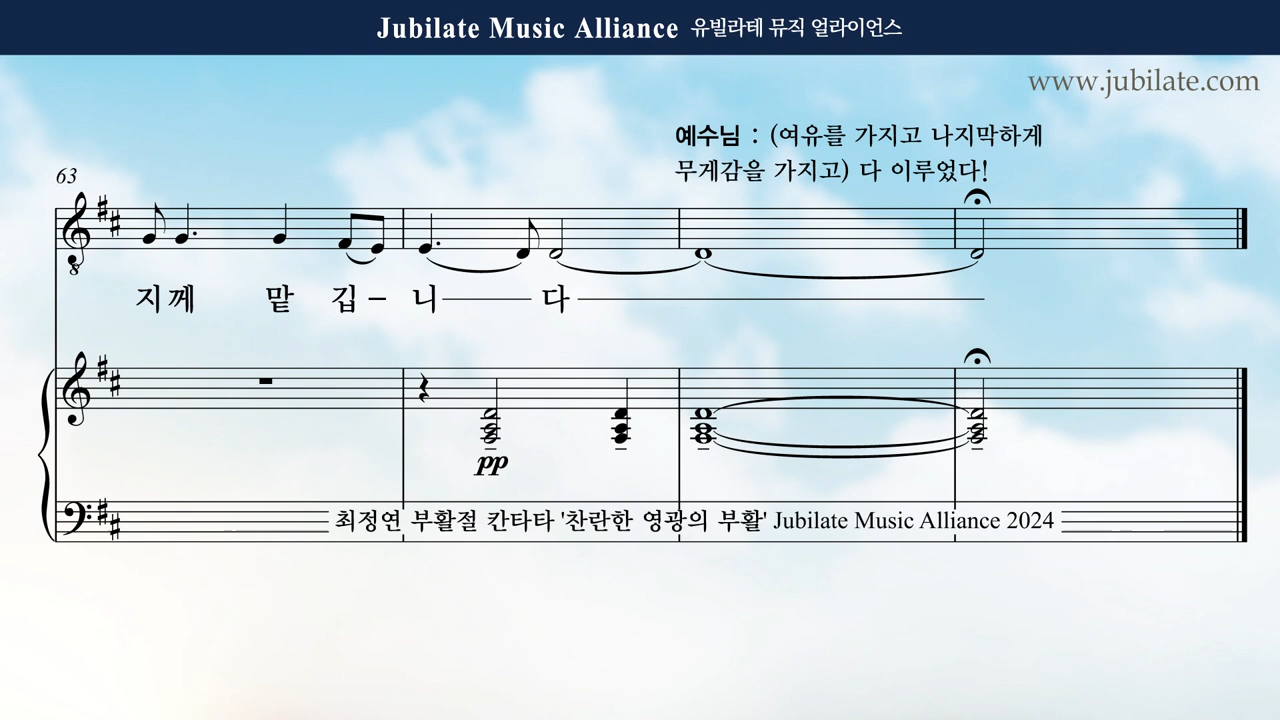 Jubilate Music Alliance 유빌라테 뮤직 얼라이언스
www.jubilate.com
예수님 : (여유를 가지고 나지막하게
무게감을 가지고) 다 이루었다!
63
지께 맡 깁 - 니 다
pp
최정연 부활절 칸타타 '찬란한 영광의 부활' Jubilate Music Alliance 2024